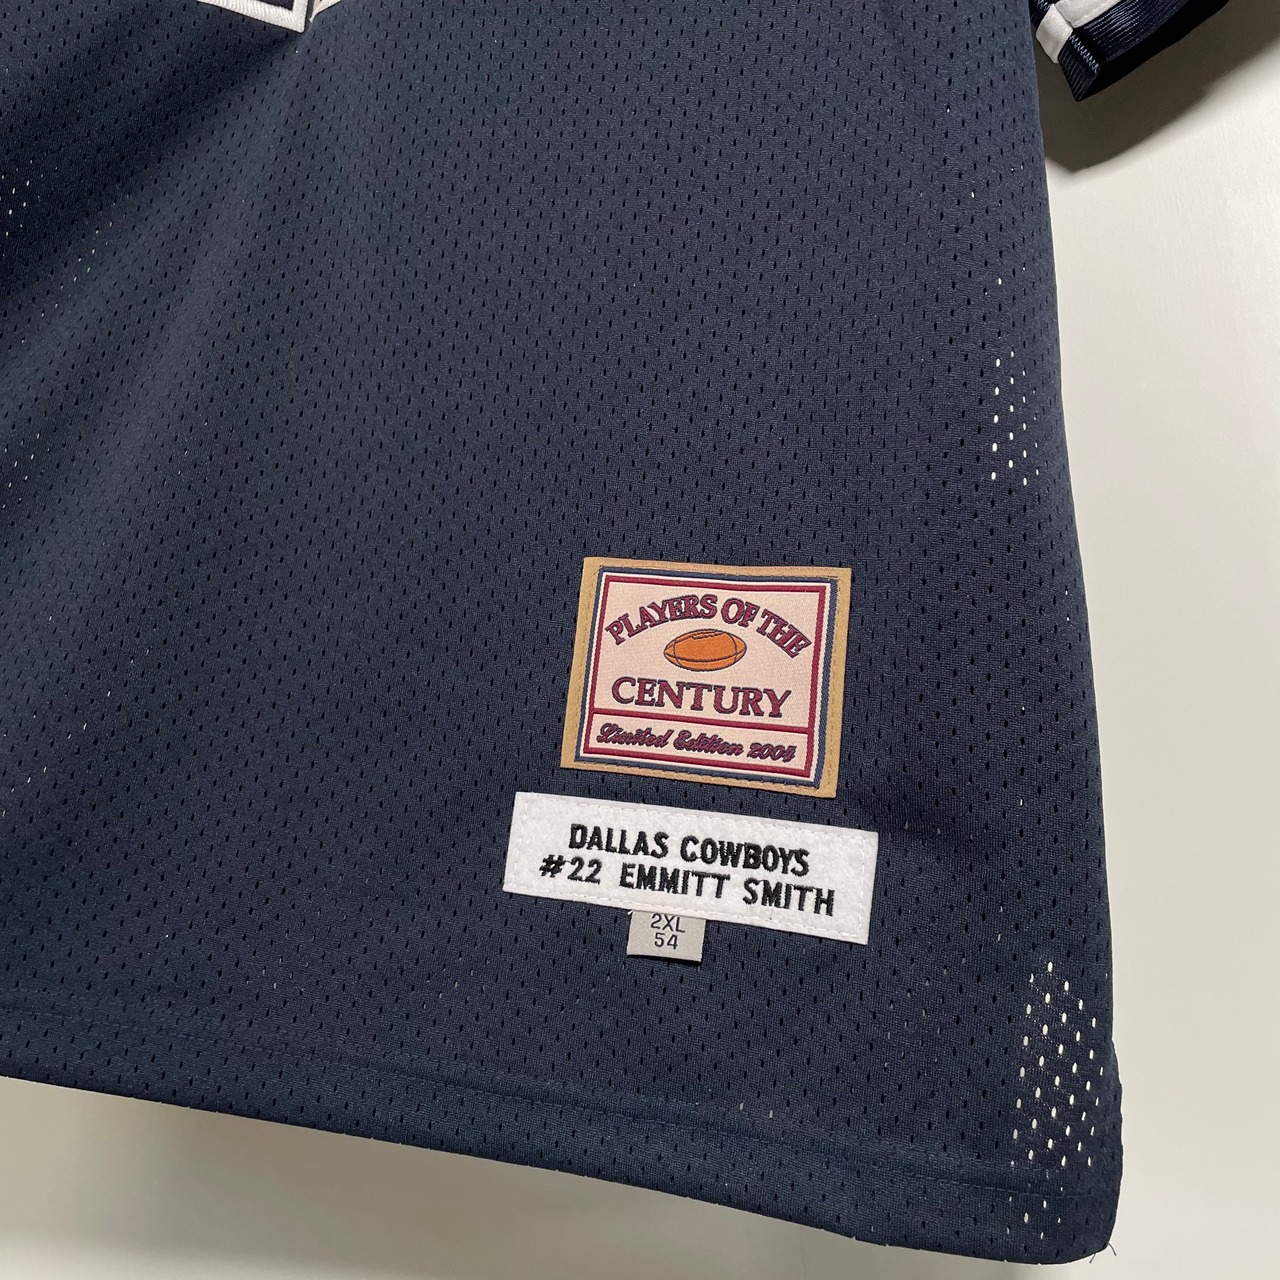 PLAYERS OF THE
CENTURY
Limited Edition 2004
DALLAS COWBOYS
#22 EMMITT SMITH
2XL
54